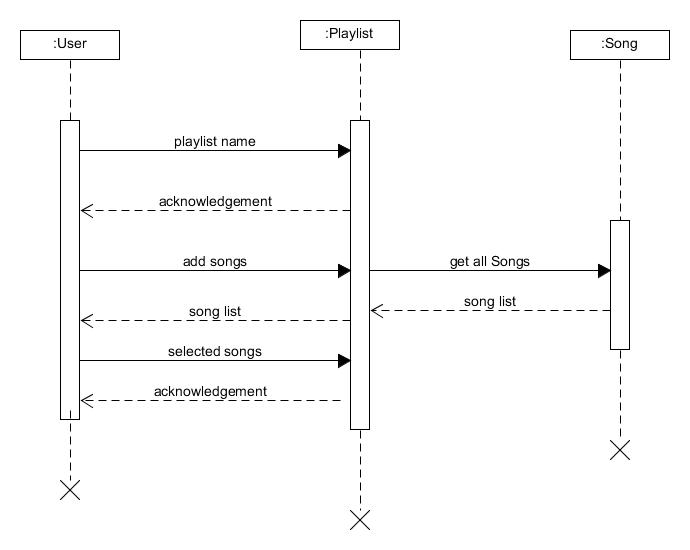 :User
:Playlist
:Song
playlist name
acknowledgement
add songs
get all Songs
song list
song list
selected songs
acknowledgement